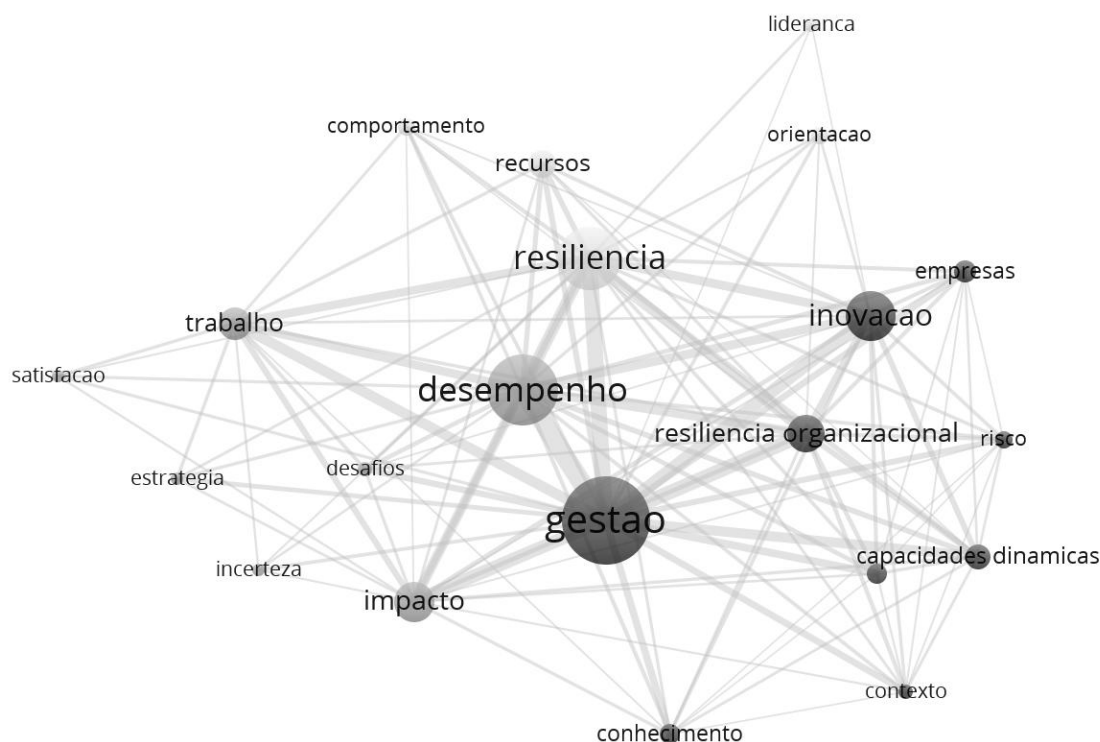 lideranca
comportamento
orientacao
recursos
resiliencia
empresas
inovacao
trabalho
satisfacao
desempenho
resiliencia organizacional
risco
desafios
estrategia
gestao
capacidades dinamicas
incerteza
impacto
contexto
conhecimento